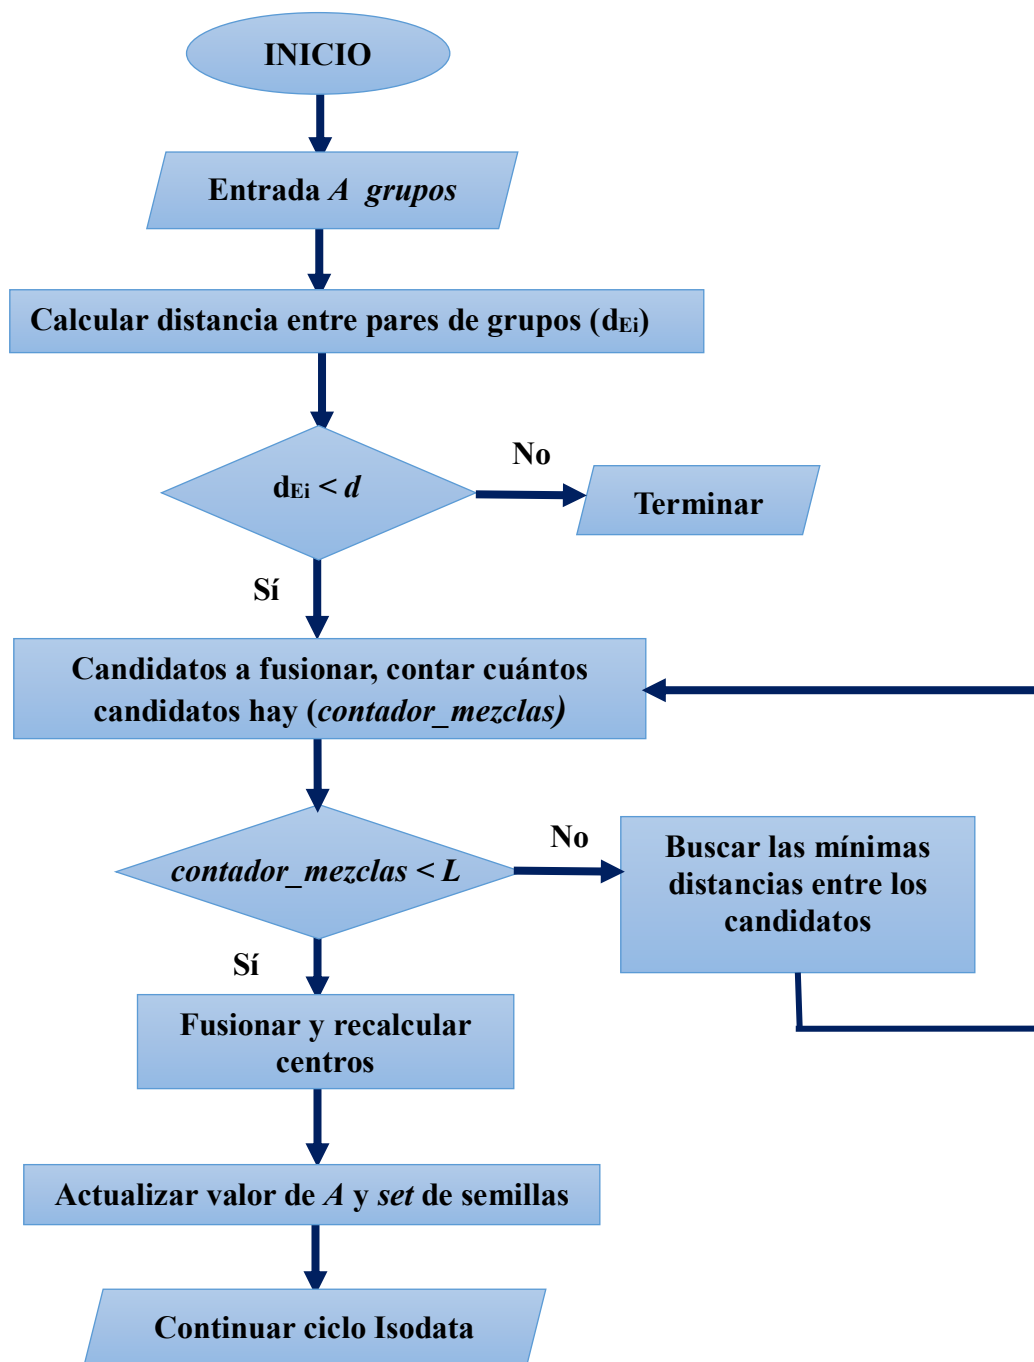 INICIO
Entrada A grupos
Calcular distancia entre pares de grupos (dEi)
dEi < d
No
Terminar
Sí
Candidatos a fusionar, contar cuántos
candidatos hay (contador_mezclas)
contador_mezclas < L
No
Buscar las mínimas
distancias entre los
candidatos
Sí
Fusionar y recalcular
centros
Actualizar valor de A y set de semillas
Continuar ciclo Isodata